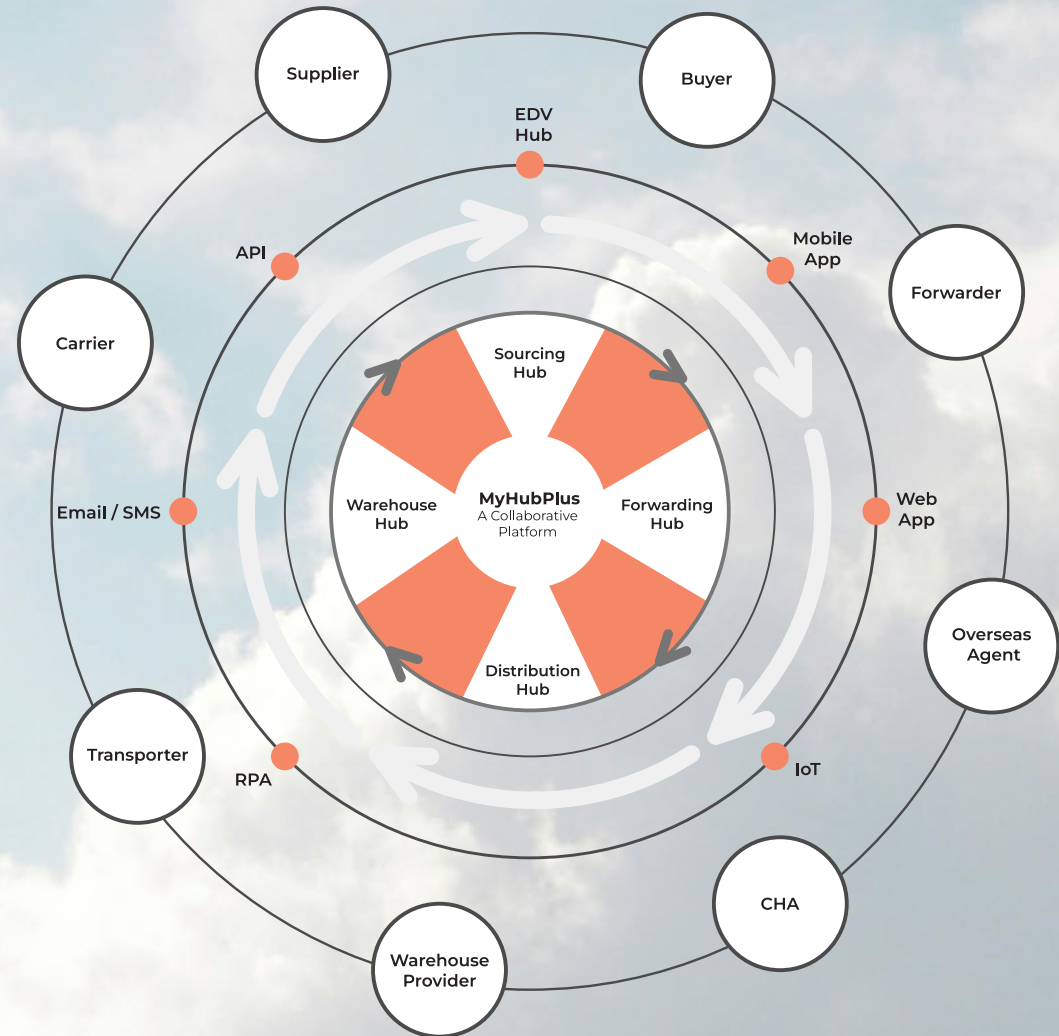 Supplier
Buyer
EDV
Hub
API
Mobile
App
Forwarder
Carrier
Sourcing
Hub
Warehouse
Hub
MyHubPlus
A Collaborative
Platform
Forwarding
Hub
Email / SMS
Web
App
Distribution
Hub
Overseas
Agent
Transporter
RPA
IoT
CHA
Warehouse
Provider